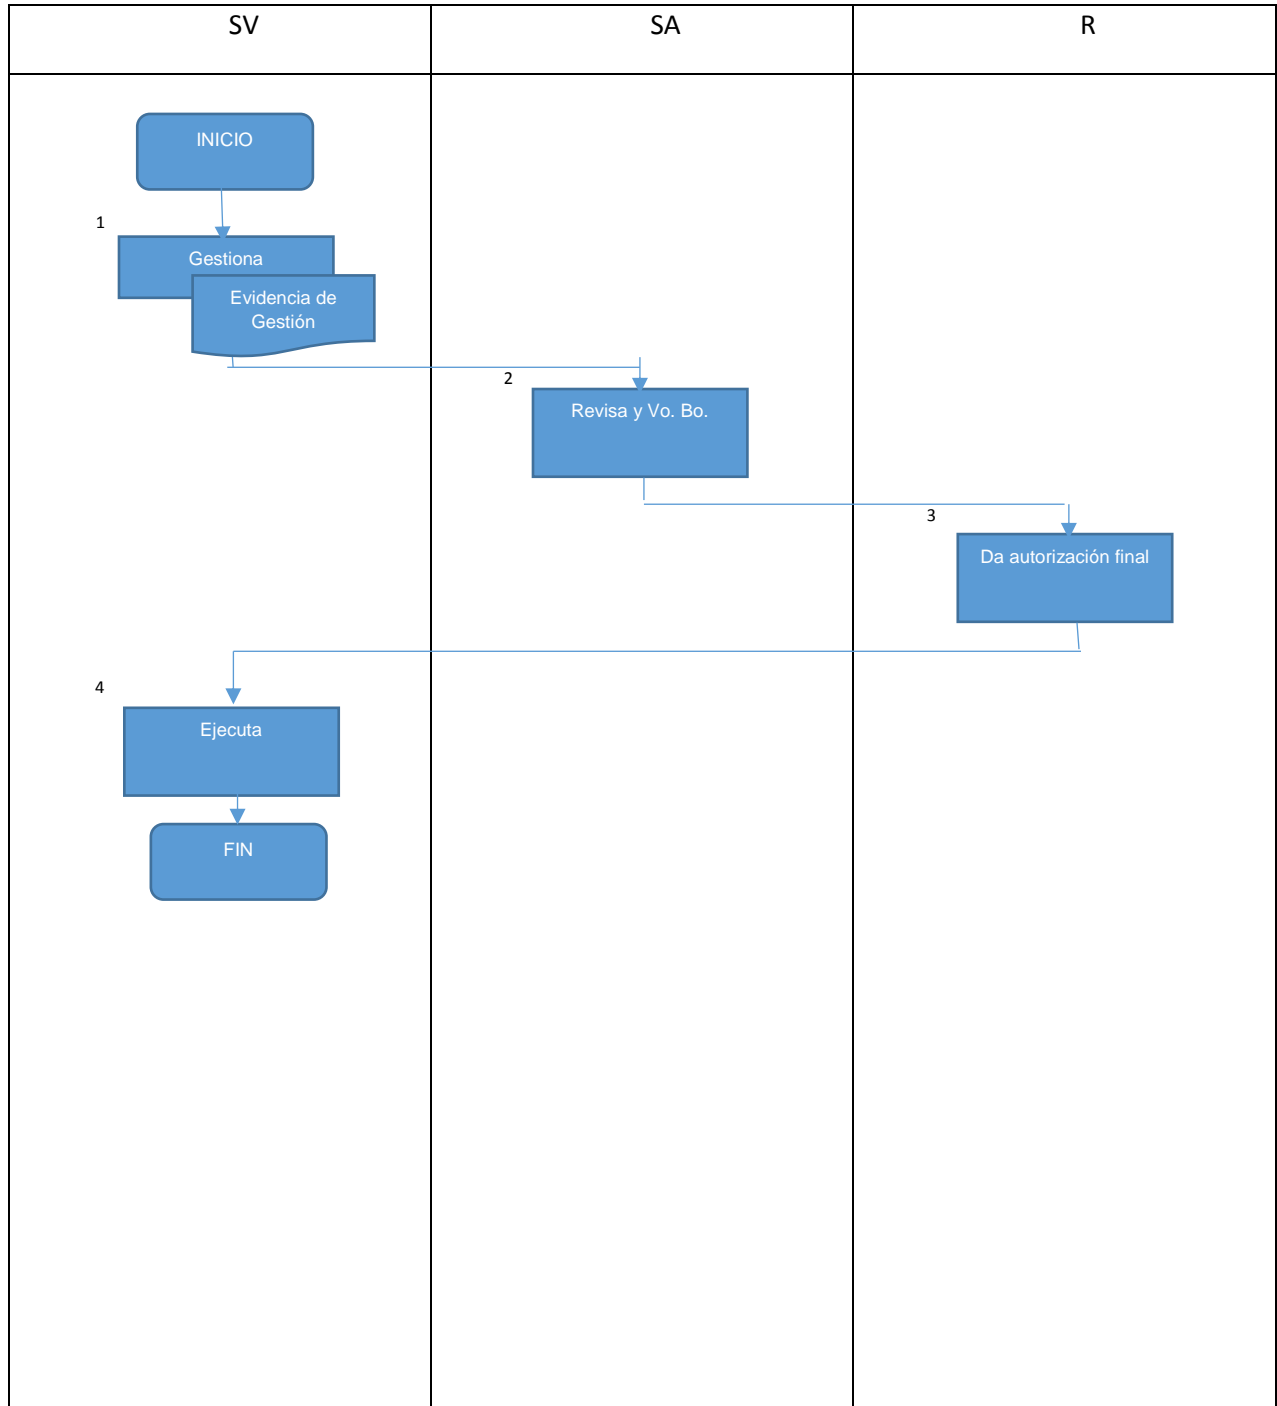 SV
SA
R
INICIO
1
Gestiona
Evidencia de
Gestión
2
Revisa y Vo. Bo.
3
Da autorización final
4
Ejecuta
FIN